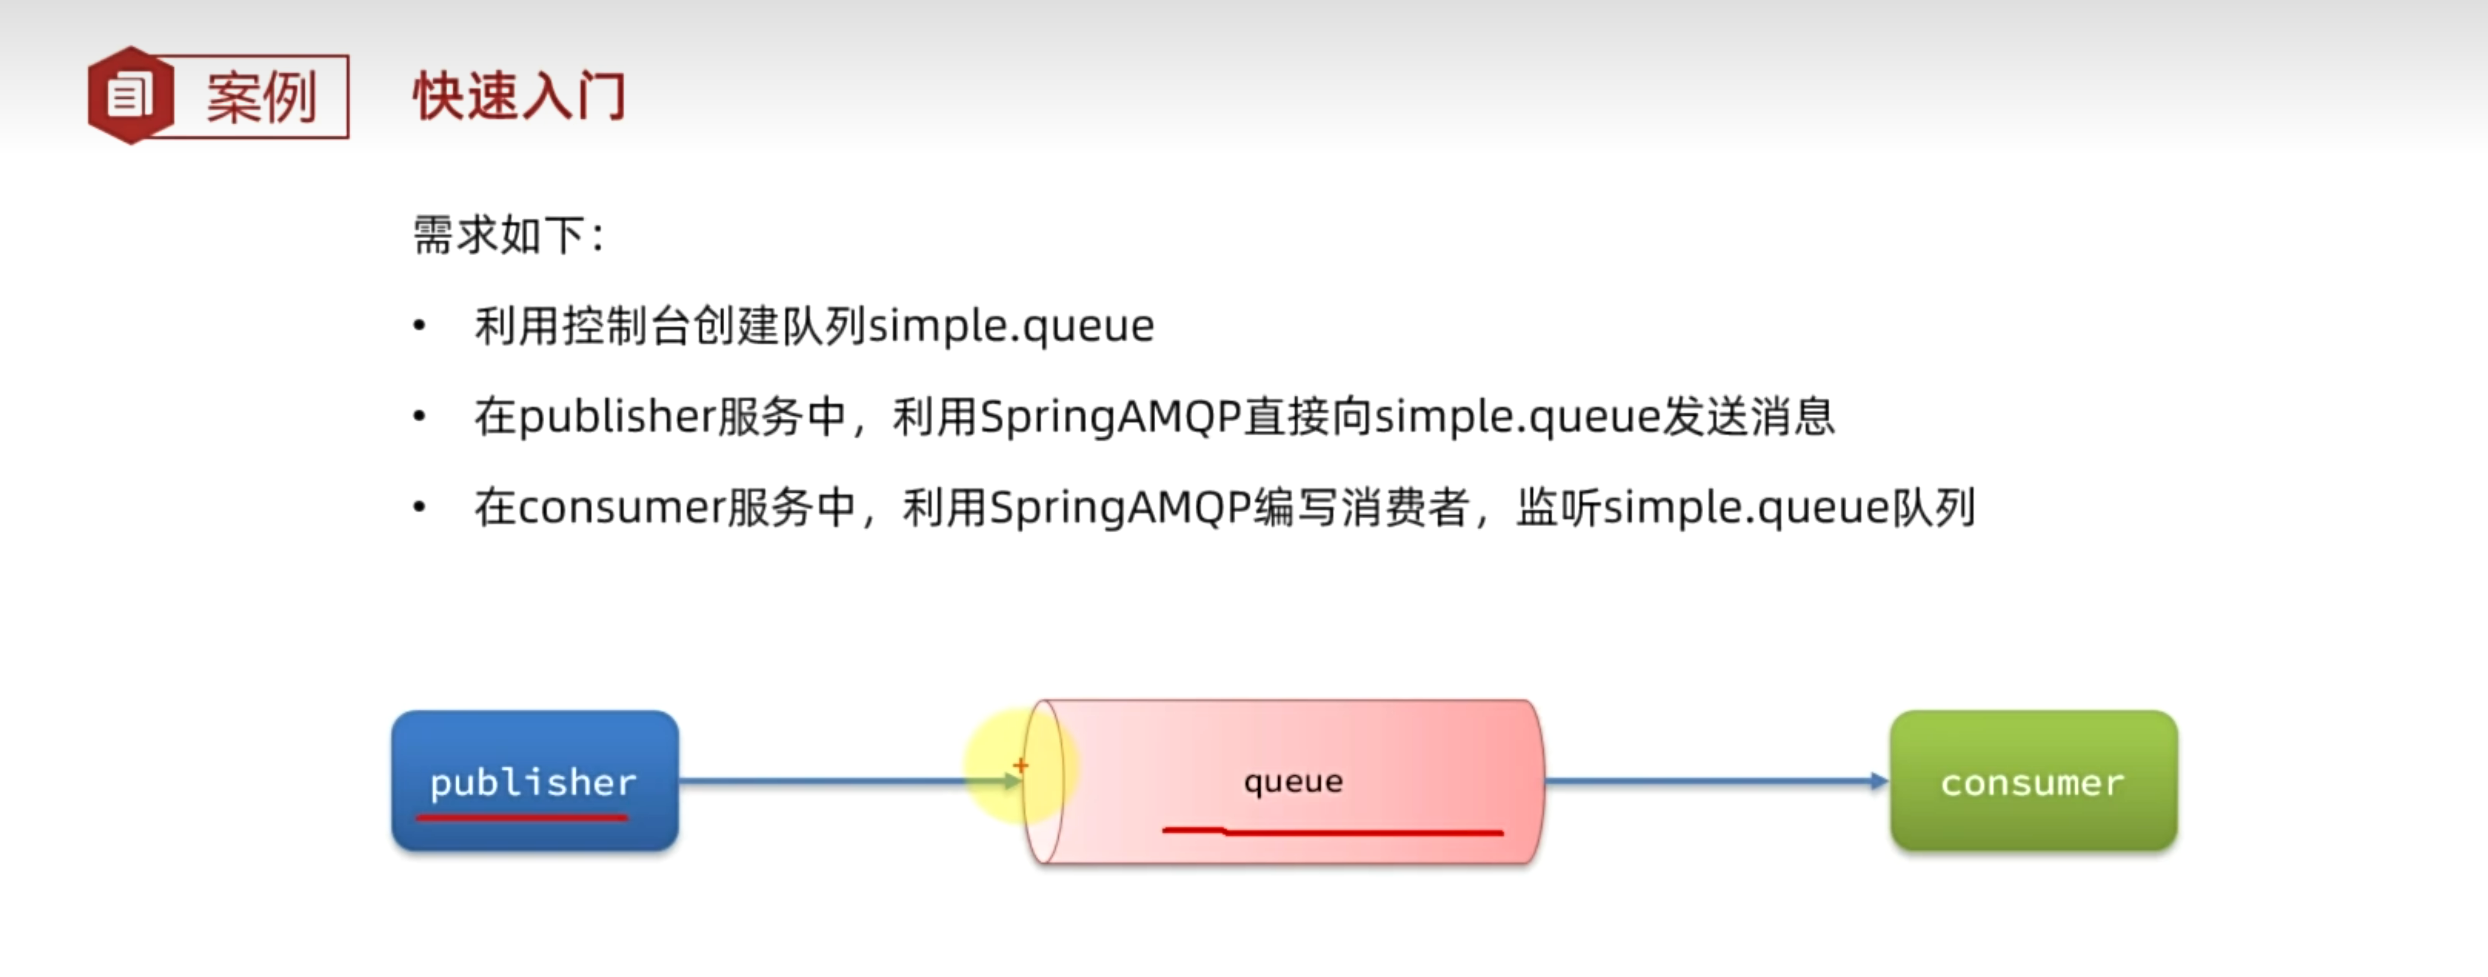 案例
快速入门
需求如下：
• 利用控制台创建队列simple.queue
• 在publisher服务中，利用SpringAMQP直接向simple.queue发送消息
• 在consumer服务中，利用SpringAMQP编写消费者，监听simple.queue队列
publisher
queue
consumer